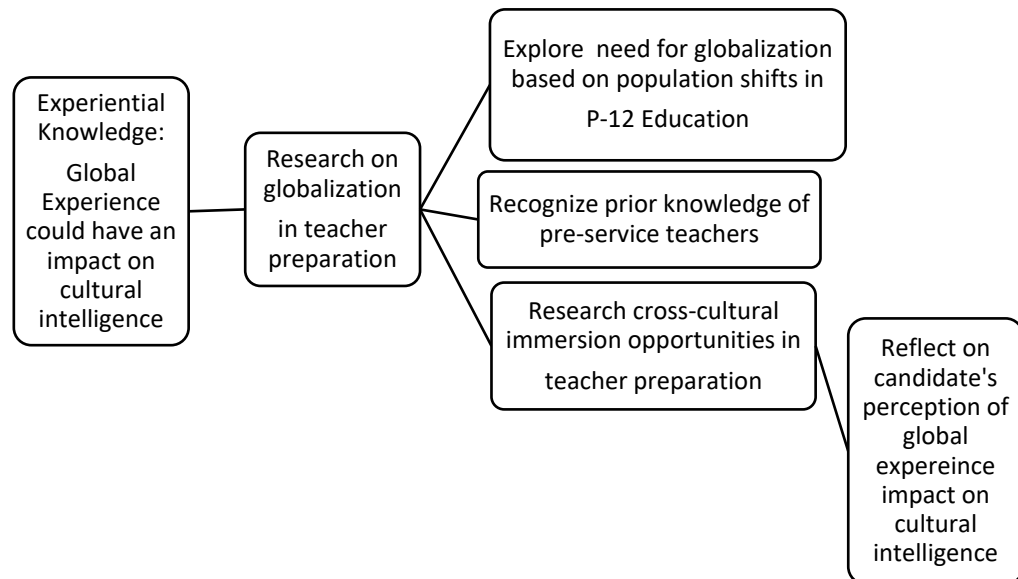 Experiential
Knowledge:
Global
Experience
could have an
impact on
cultural
intelligence
Research on
globalization
in teacher
preparation
Explore need for globalization
based on population shifts in
P-12 Education
Recognize prior knowledge of
pre-service teachers
Research cross-cultural
immersion opportunities in
teacher preparation
Reflect on
candidate's
perception of
global
expereince
impact on
cultural
intelligence